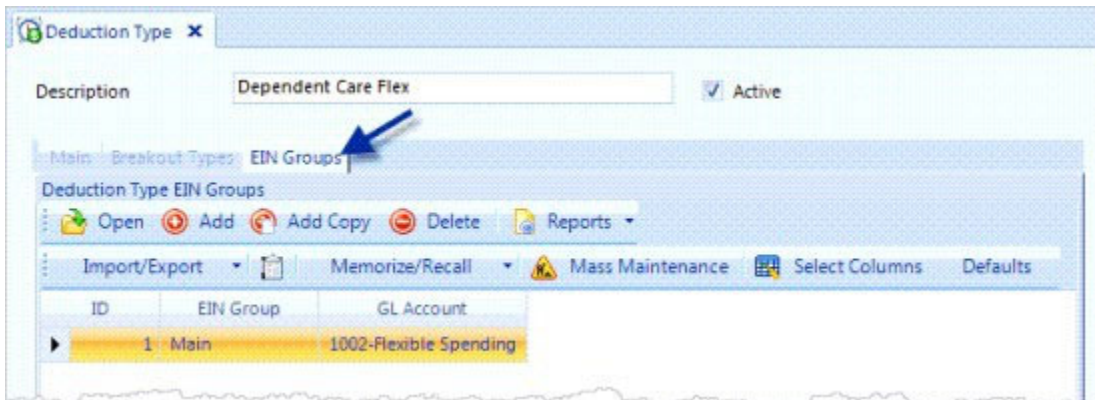 Deduction Type
Description Dependent Care Flex Active
Main Breakout Types EIN Groups
Deduction Type EIN Groups
Open Add Add Copy Delete Reports
Import/Export Memorize/Recall Mass Maintenance Select Columns Defaults
ID EIN Group GL Account
1 Main 1002-Flexible Spending